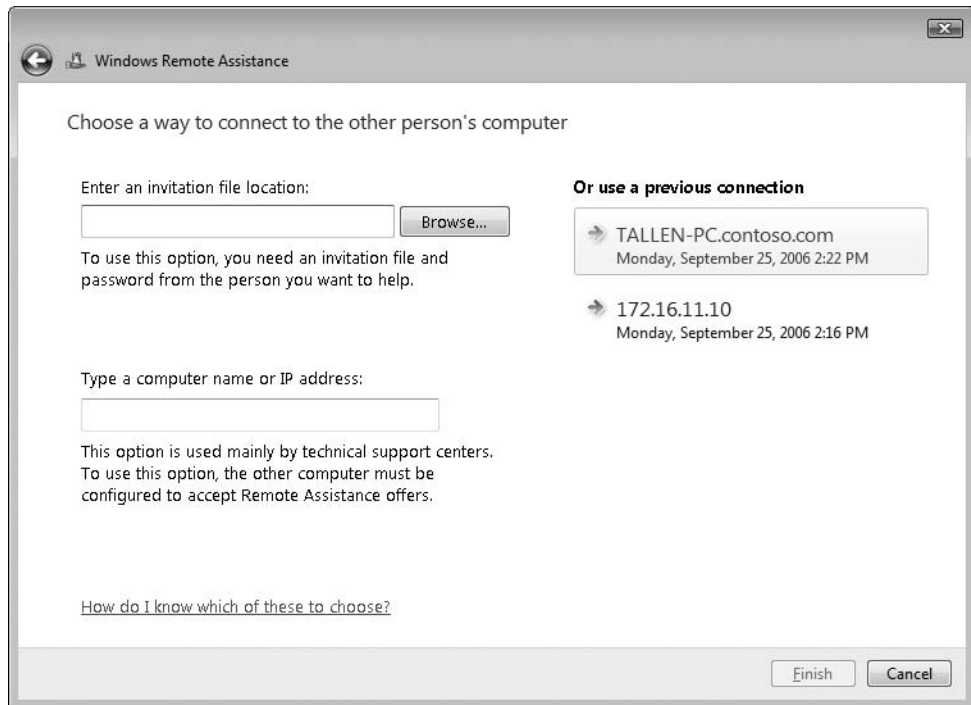 Windows Remote Assistance
Choose a way to connect to the other person's computer
Enter an invitation file location:
Browse...
To use this option, you need an invitation file and
password from the person you want to help.
Type a computer name or IP address:
This option is used mainly by technical support centers.
To use this option, the other computer must be
configured to accept Remote Assistance offers.
How do I know which of these to choose?
Or use a previous connection
TALLEN-PC.contoso.com
Monday, September 25, 2006 2:22 PM
172.16.11.10
Monday, September 25, 2006 2:16 PM
Finish
Cancel